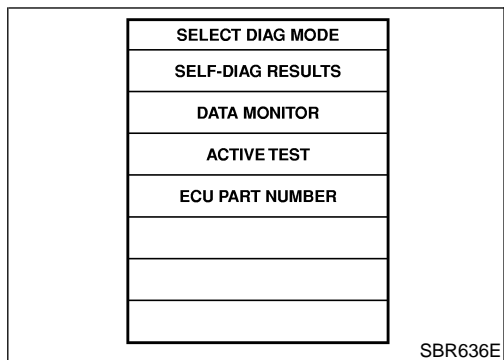 SELECT DIAG MODE
SELF-DIAG RESULTS
DATA MONITOR
ACTIVE TEST
ECU PART NUMBER
SBR636E